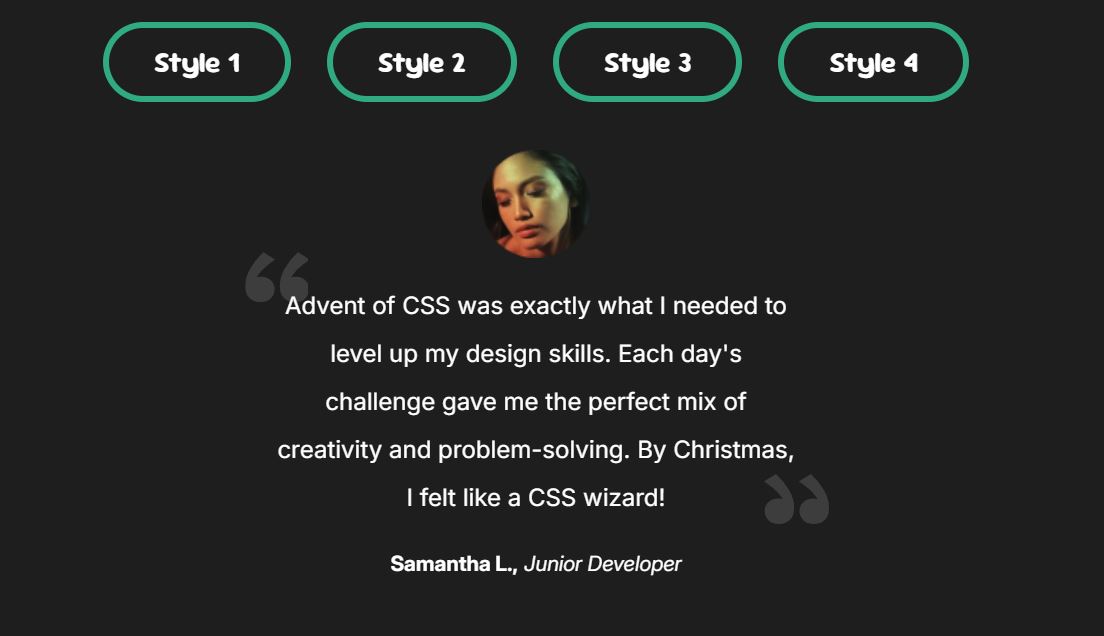 Style 1 Style 2 Style 3 Style 4
“
Advent of CSS was exactly what I needed to
level up my design skills. Each day's
challenge gave me the perfect mix of
creativity and problem-solving. By Christmas,
I felt like a CSS wizard!
”
Samantha L., Junior Developer